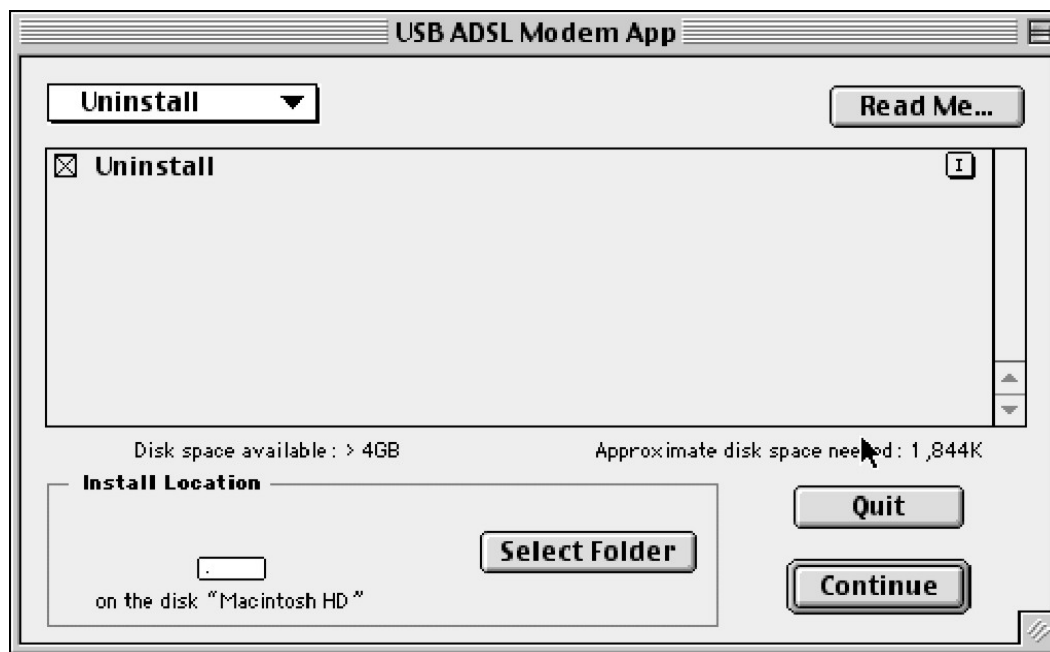 USB ADSL Modem App
Uninstall
Read Me...
Uninstall
I
Disk space available : > 4GB
Approximate disk space needed : 1,844K
Install Location
Quit
Select Folder
on the disk “Macintosh HD”
Continue